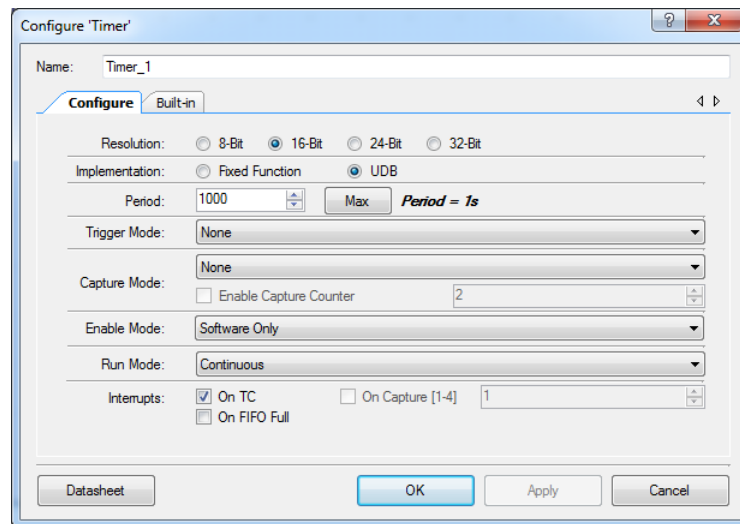 Configure 'Timer'
Name: Timer_1
Configure Built-in
Resolution: 8-Bit 16-Bit 24-Bit 32-Bit
Implementation: Fixed Function UDB
Period: 1000 Max Period = 1s
Trigger Mode: None
Capture Mode: None
Enable Capture Counter 2
Enable Mode: Software Only
Run Mode: Continuous
Interrupts: On TC On Capture [1-4] 1
On FIFO Full
Datasheet OK Apply Cancel